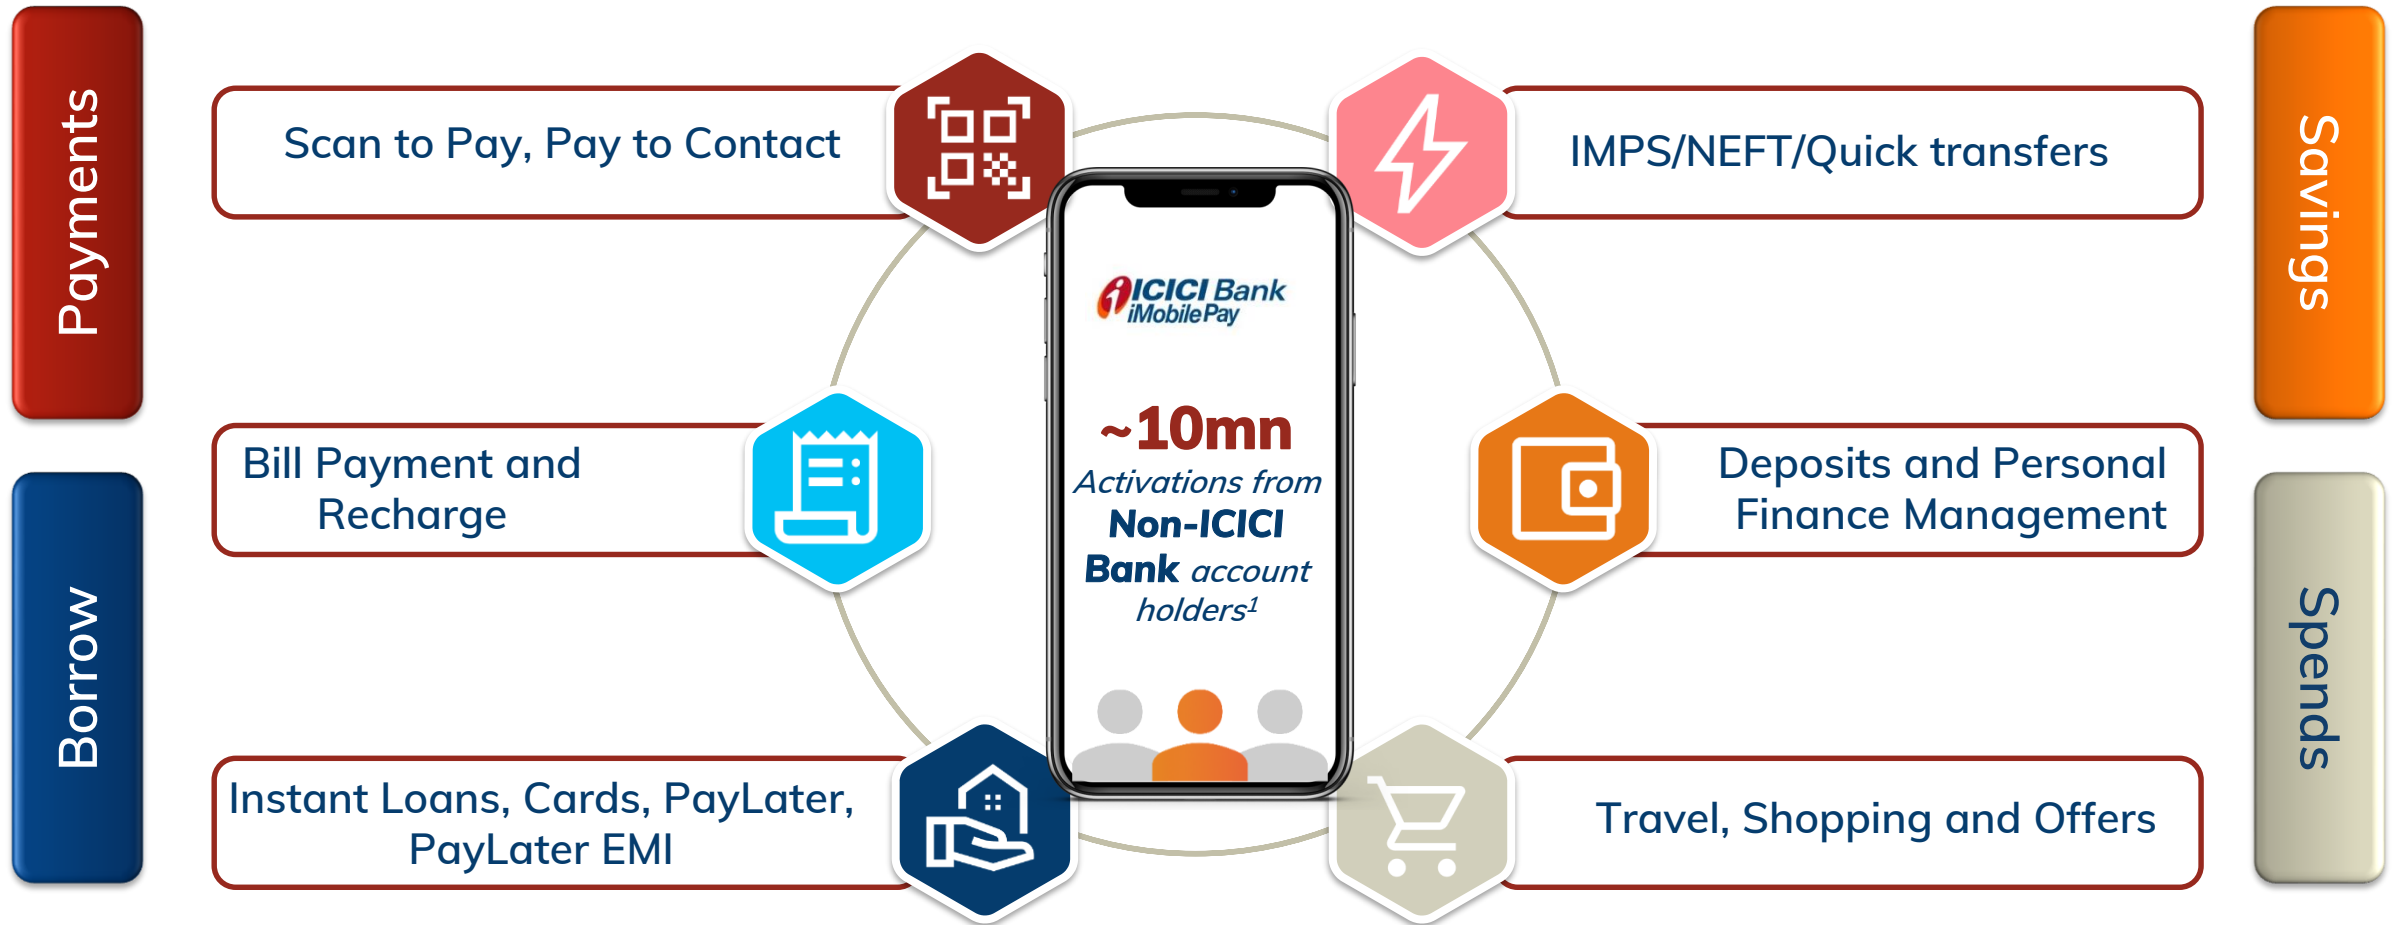 Payments
Scan to Pay, Pay to Contact
IMPS/NEFT/Quick transfers
Savings
ICICI Bank
iMobile Pay
~10mn
Activations from
Non-ICICI
Bank account
holders¹
Bill Payment and
Recharge
Deposits and Personal
Finance Management
Borrow
Instant Loans, Cards, PayLater,
PayLater EMI
Travel, Shopping and Offers
Spends